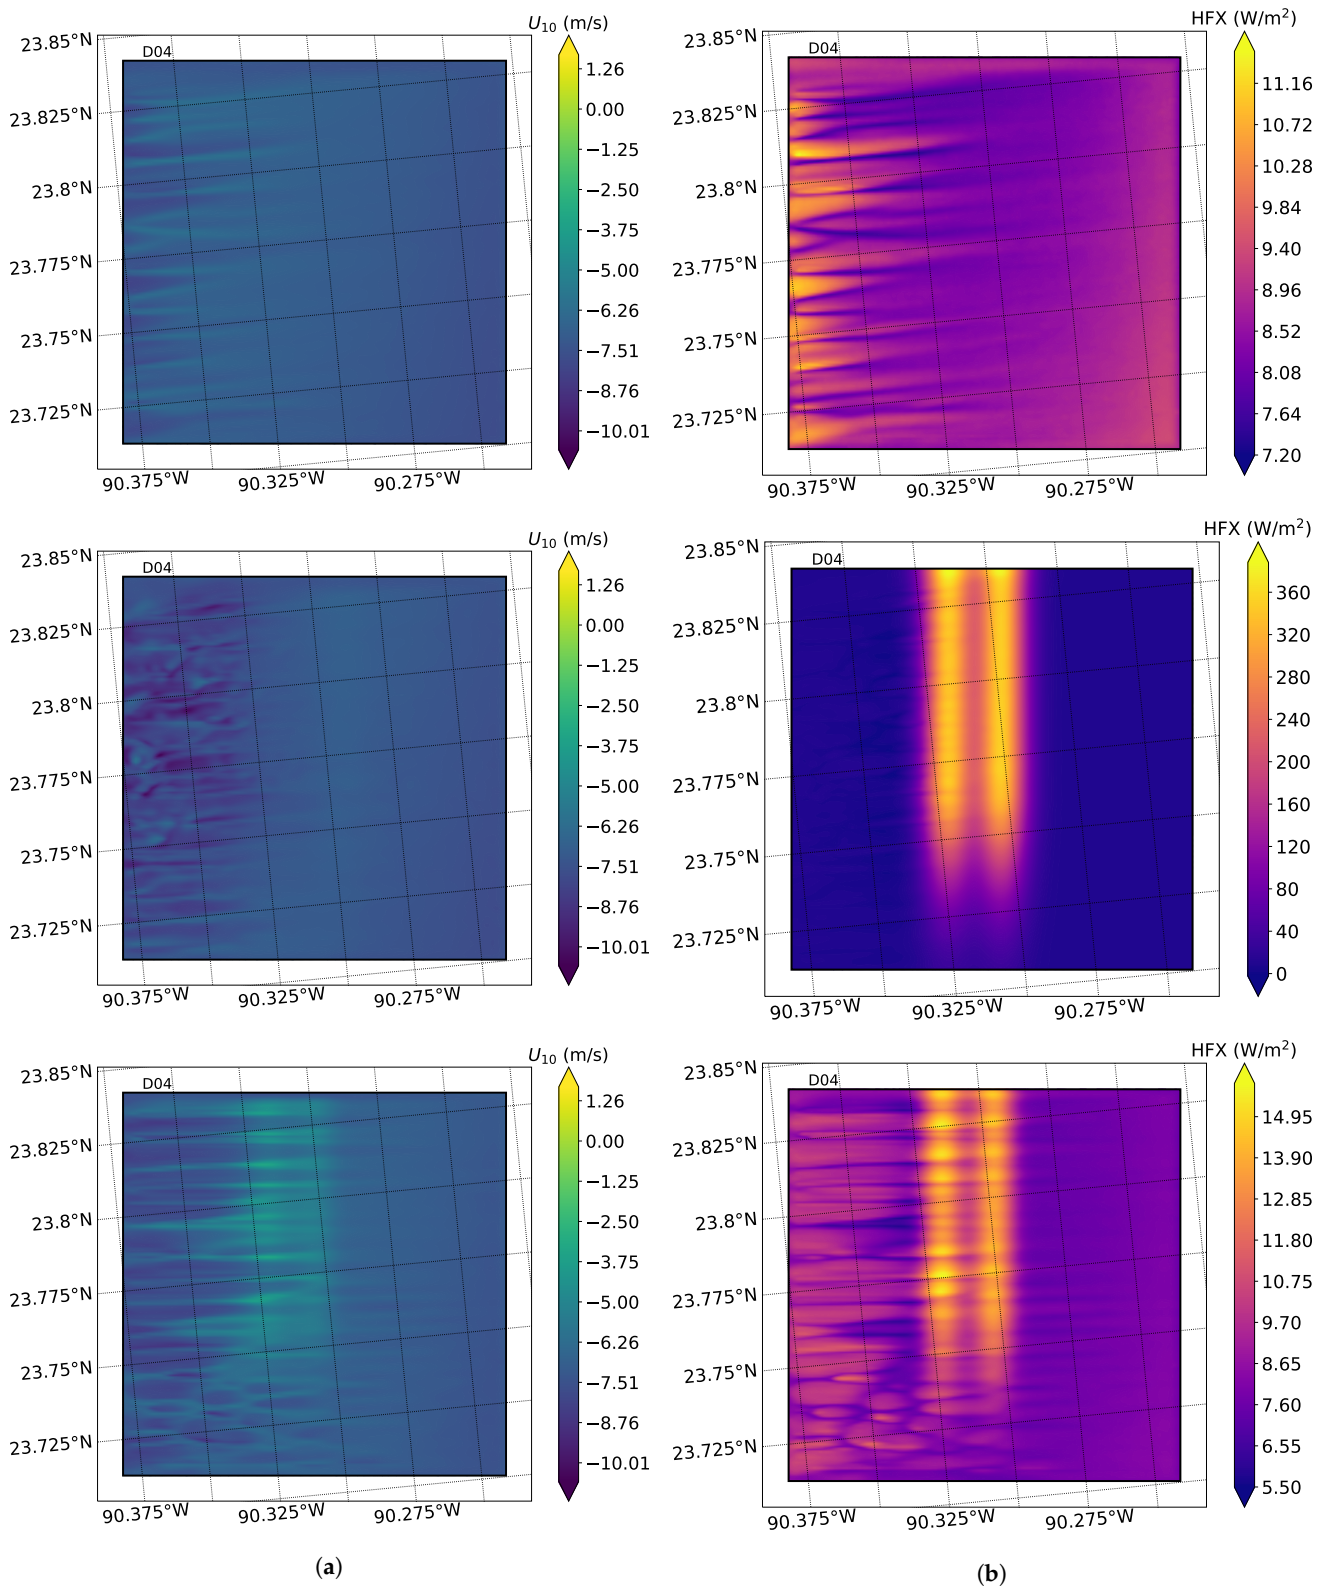 U10 (m/s)
23.85°N
D04
23.825°N
23.8°N
23.775°N
23.75°N
23.725°N
90.375°W 90.325°W 90.275°W
1.26
0.00
−1.25
−2.50
−3.75
−5.00
−6.26
−7.51
−8.76
−10.01
HFX (W/m²)
23.85°N
D04
23.825°N
23.8°N
23.775°N
23.75°N
23.725°N
90.375°W 90.325°W 90.275°W
11.16
10.72
10.28
9.84
9.40
8.96
8.52
8.08
7.64
7.20
U10 (m/s)
23.85°N
D04
23.825°N
23.8°N
23.775°N
23.75°N
23.725°N
90.375°W 90.325°W 90.275°W
1.26
0.00
−1.25
−2.50
−3.75
−5.00
−6.26
−7.51
−8.76
−10.01
HFX (W/m²)
23.85°N
D04
23.825°N
23.8°N
23.775°N
23.75°N
23.725°N
90.375°W 90.325°W 90.275°W
360
320
280
240
200
160
120
80
40
0
U10 (m/s)
23.85°N
D04
23.825°N
23.8°N
23.775°N
23.75°N
23.725°N
90.375°W 90.325°W 90.275°W
1.26
0.00
−1.25
−2.50
−3.75
−5.00
−6.26
−7.51
−8.76
−10.01
HFX (W/m²)
23.85°N
D04
23.825°N
23.8°N
23.775°N
23.75°N
23.725°N
90.375°W 90.325°W 90.275°W
14.95
13.90
12.85
11.80
10.75
9.70
8.65
7.60
6.55
5.50
(a)
(b)